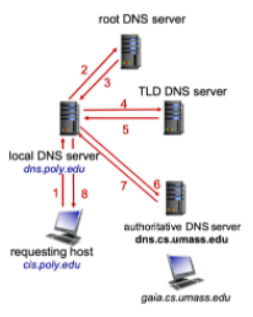 root DNS server
2
3
TLD DNS server
4
5
local DNS server
dns.poly.edu
7
6
1
8
authoritative DNS server
dns.cs.umass.edu
requesting host
cis.poly.edu
gaia.cs.umass.edu